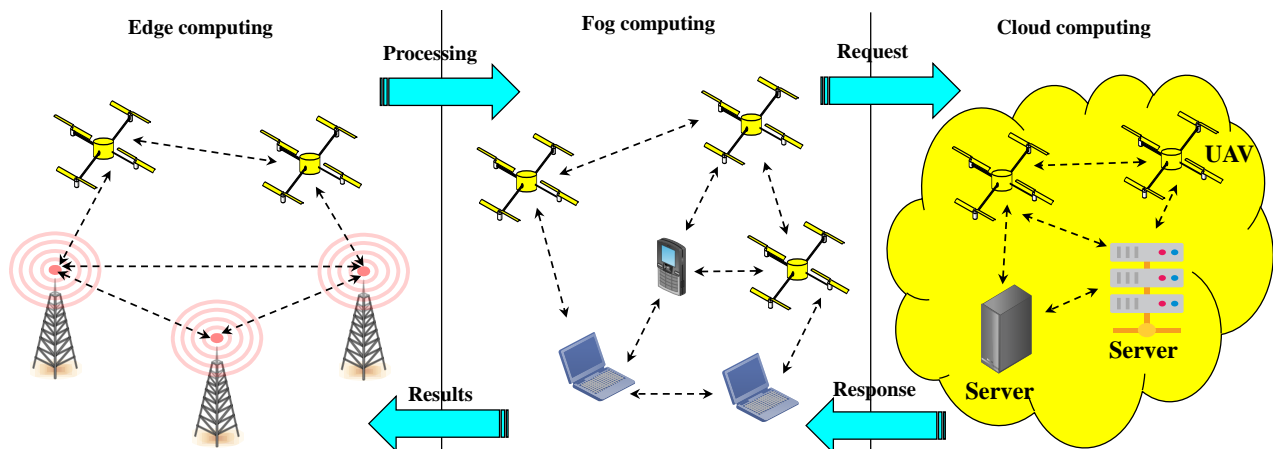 Edge computing
Fog computing
Cloud computing
Processing
Request
UAV
Server
Server
Results
Response